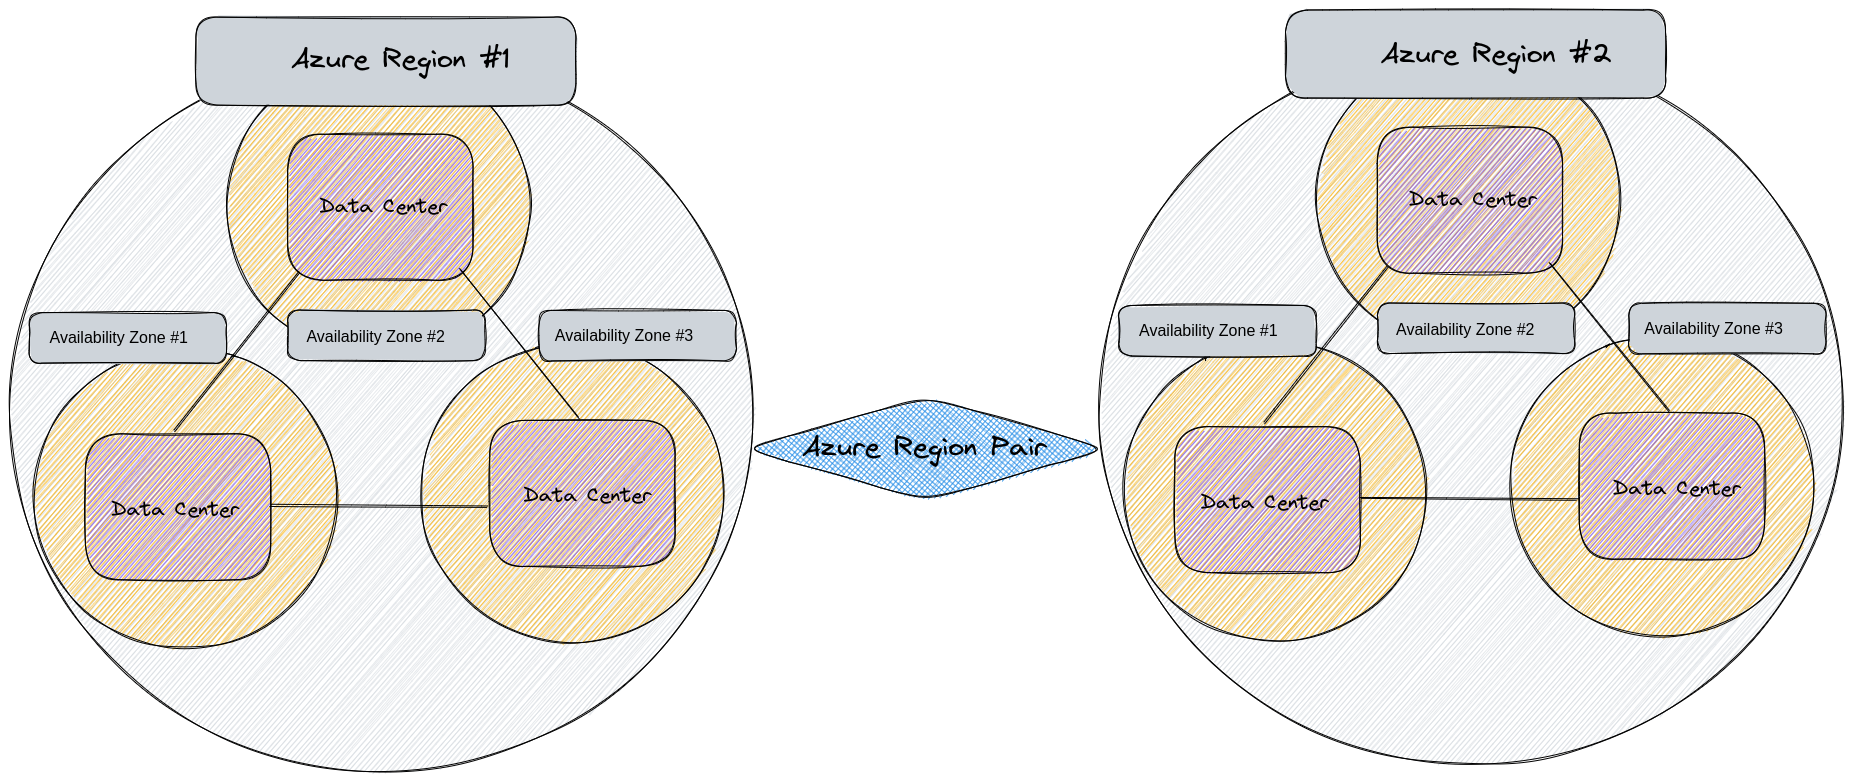 Azure Region #1
Data Center
Availability Zone #1
Availability Zone #2
Availability Zone #3
Data Center
Data Center
Azure Region Pair
Azure Region #2
Data Center
Availability Zone #1
Availability Zone #2
Availability Zone #3
Data Center
Data Center